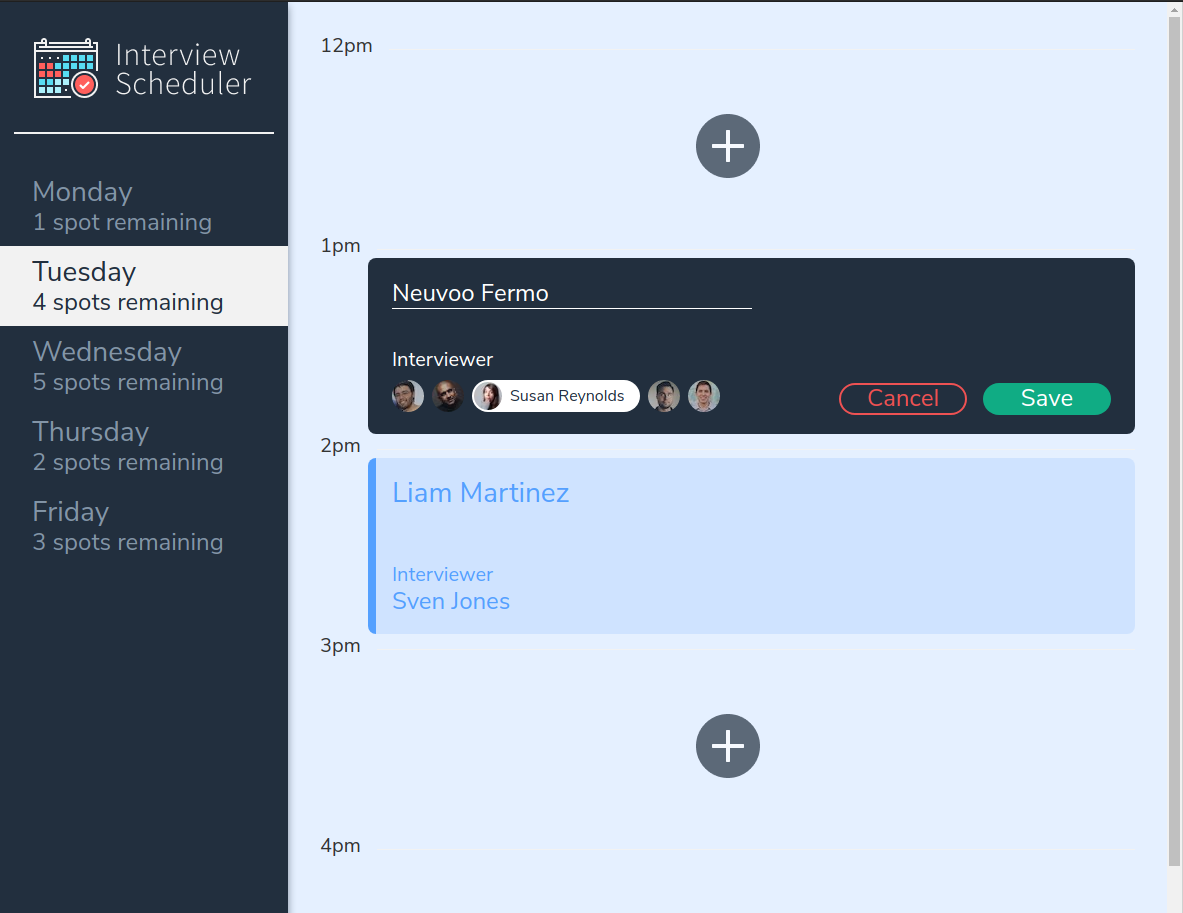 Interview
Scheduler
Monday
1 spot remaining
Tuesday
4 spots remaining
Wednesday
5 spots remaining
Thursday
2 spots remaining
Friday
3 spots remaining
12pm
1pm
Neuvoo Fermo
Interviewer
Susan Reynolds
Cancel
Save
2pm
Liam Martinez
Interviewer
Sven Jones
3pm
4pm